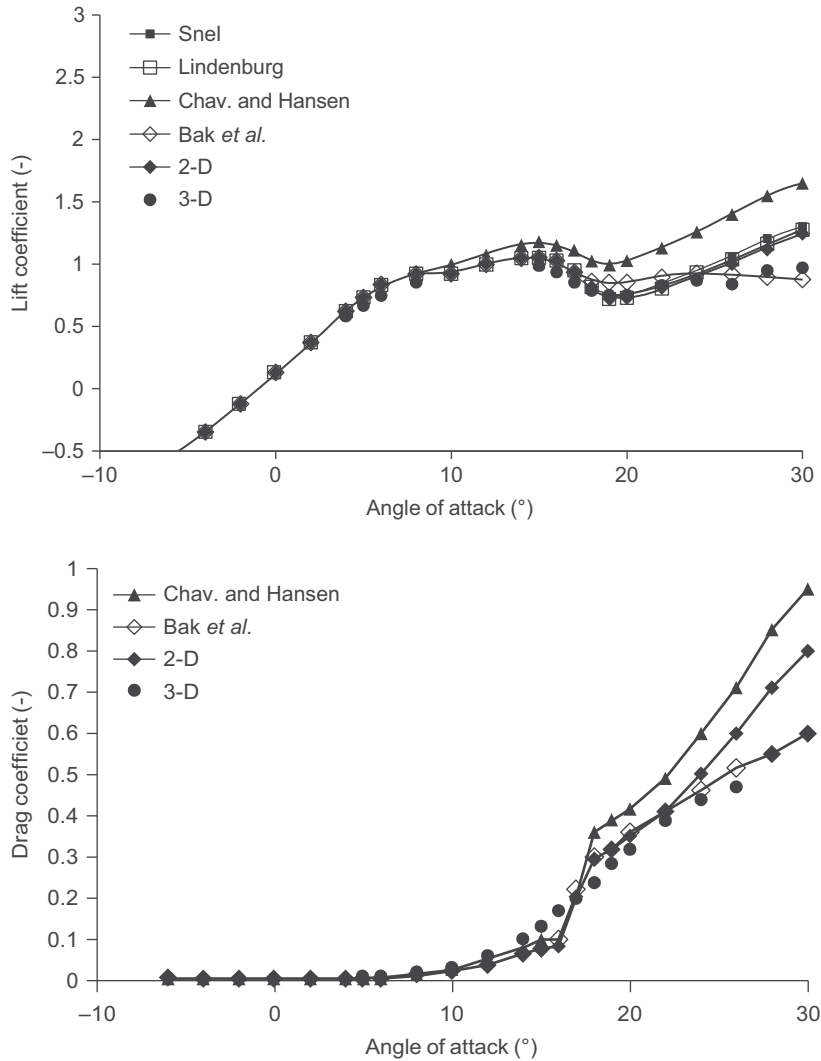 3
2.5
2
1.5
1
0.5
0
–0.5
Lift coefficient (-)
Snel
Lindenburg
Chav. and Hansen
Bak et al.
2-D
3-D
–10
0
10
20
30
Angle of attack (°)
1
0.9
0.8
0.7
0.6
0.5
0.4
0.3
0.2
0.1
0
Drag coefficiet (-)
Chav. and Hansen
Bak et al.
2-D
3-D
–10
0
10
20
30
Angle of attack (°)